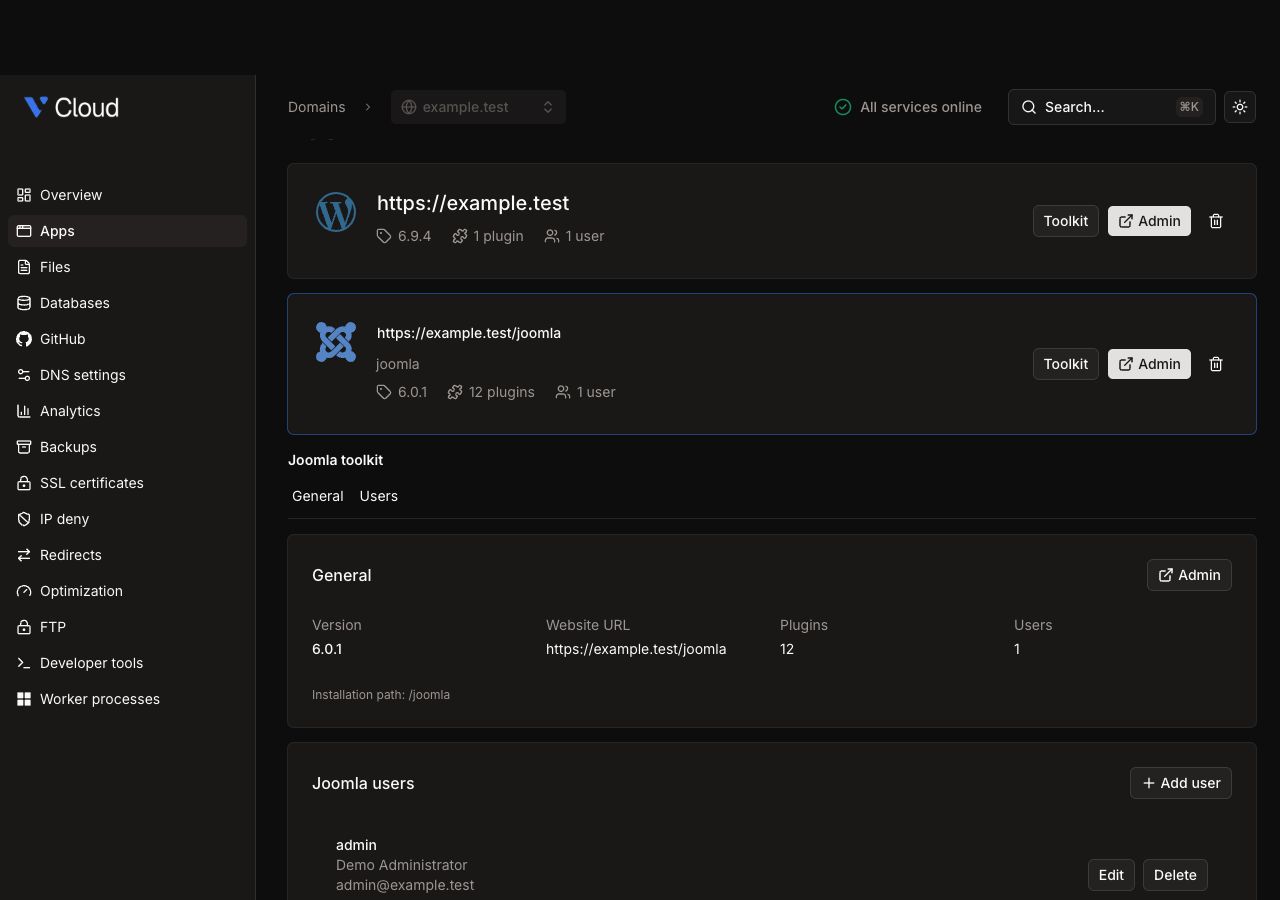 Cloud
Domains
example.test
All services online
Search...
⌘K
Overview
Apps
Files
Databases
GitHub
DNS settings
Analytics
Backups
SSL certificates
IP deny
Redirects
Optimization
FTP
Developer tools
Worker processes
https://example.test
6.9.4 1 plugin 1 user
Toolkit Admin
https://example.test/joomla
joomla
6.0.1 12 plugins 1 user
Toolkit Admin
Joomla toolkit
General Users
General
Admin
Version Website URL Plugins Users
6.0.1 https://example.test/joomla 12 1
Installation path: /joomla
Joomla users
Add user
admin
Demo Administrator
admin@example.test
Edit Delete